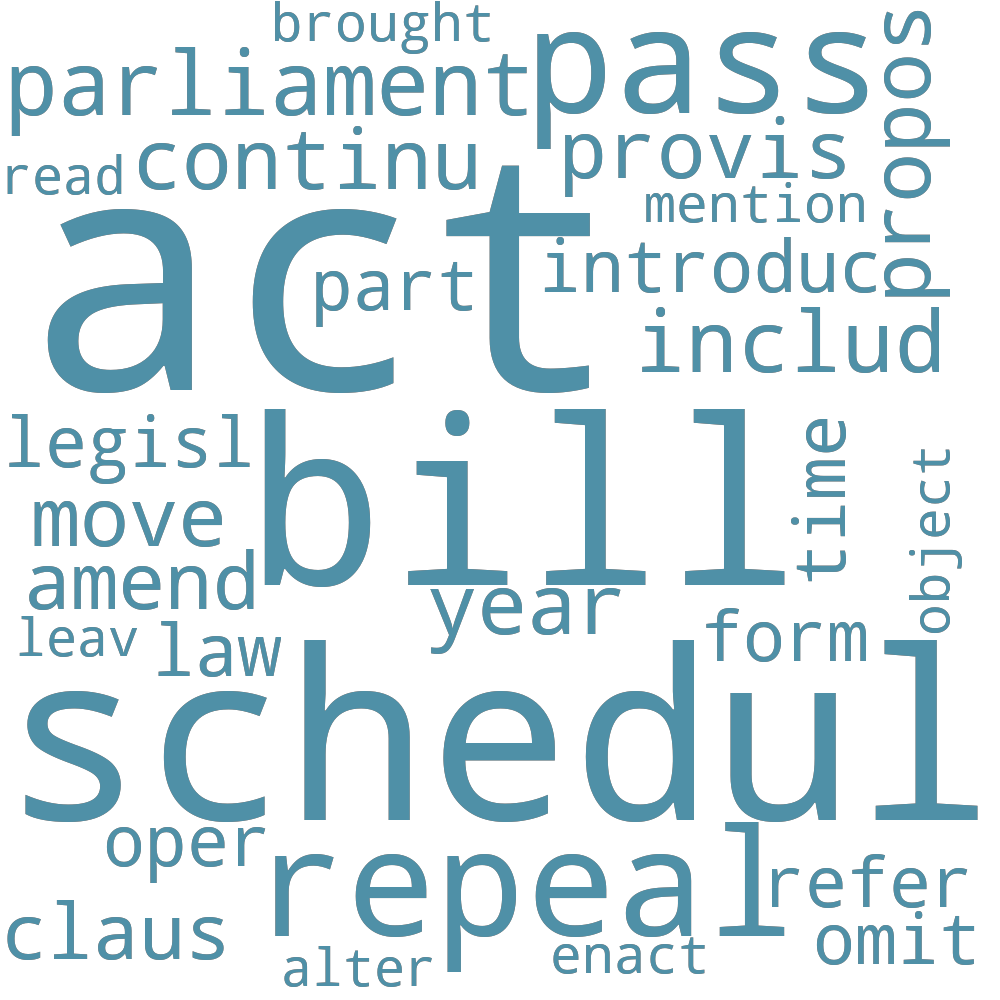 brought
parliament
pass
propos
read
continu
provis
mention
act
part
introduc
includ
legisl
bill
time
object
move
amend
year
leav
law
form
schedul
oper
repeal
refer
claus
omit
alter
enact